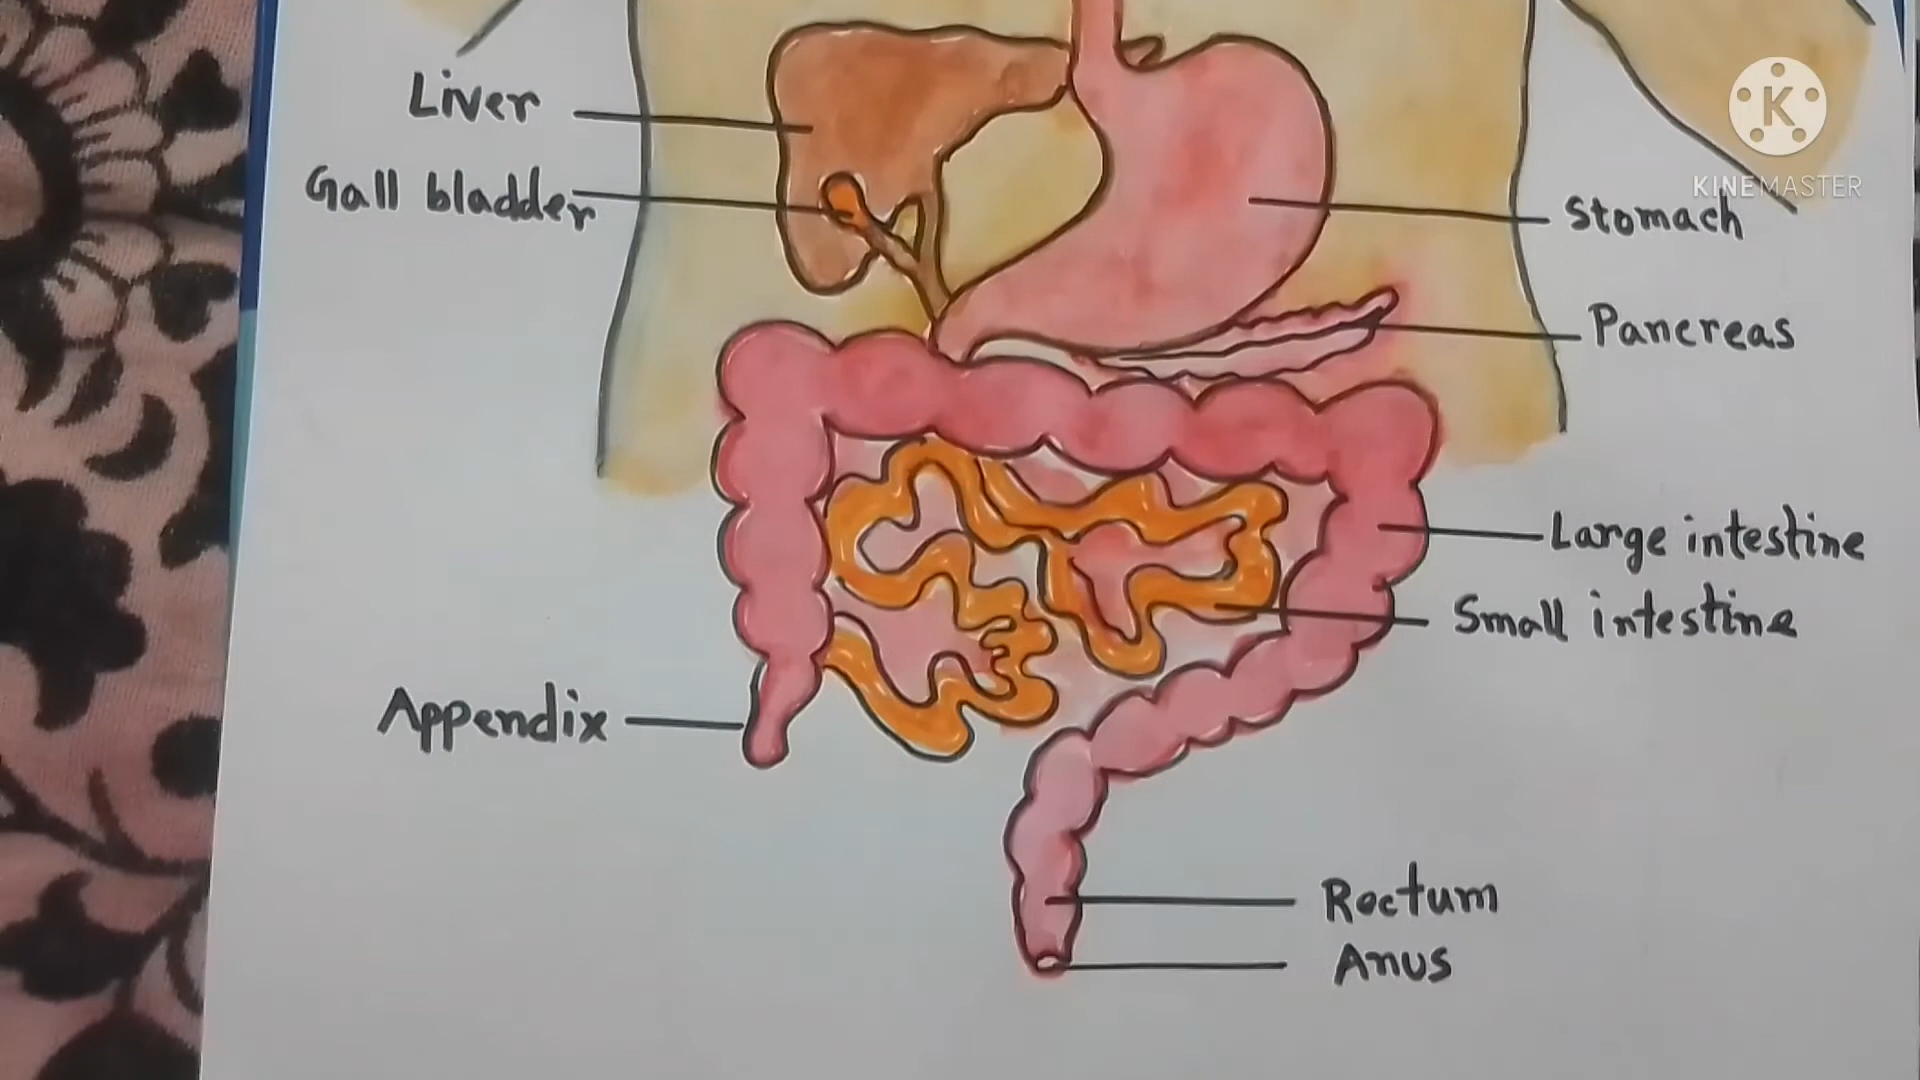 Liver
Gall bladder
Appendix
K
KINEMASTER
Stomach
Pancreas
Large intestine
Small intestine
Rectum
Anus